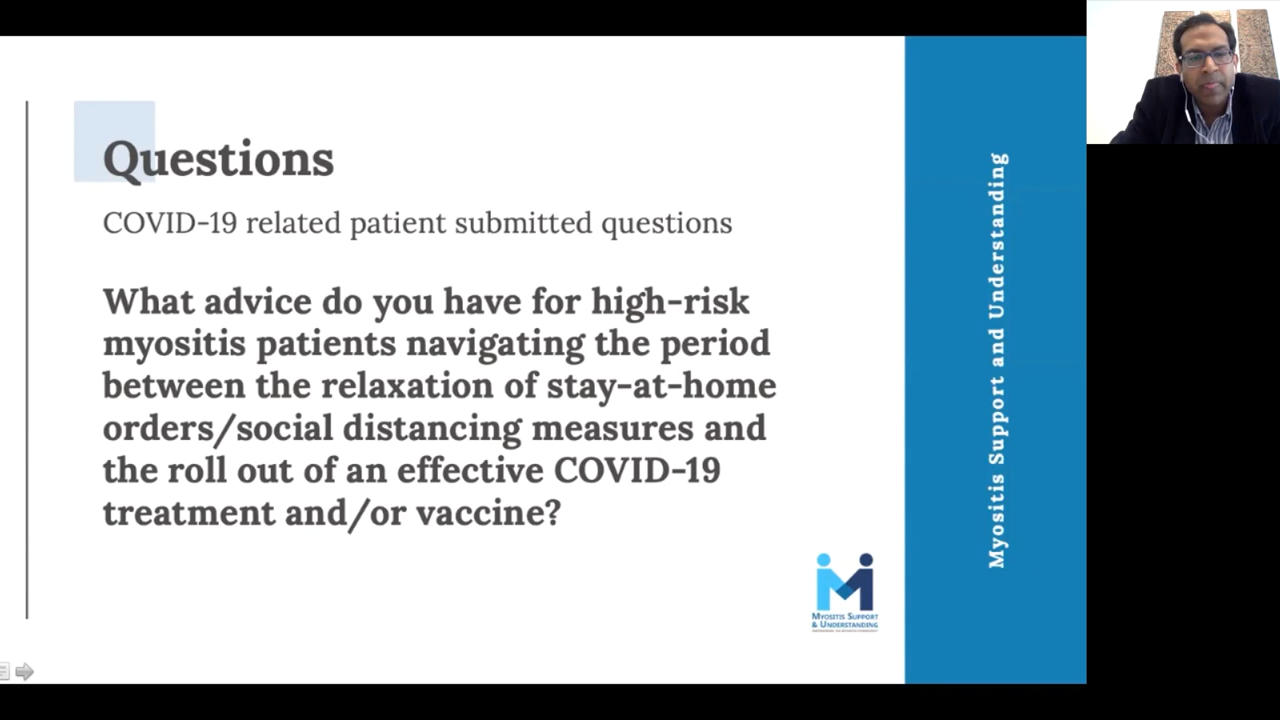 Questions
COVID-19 related patient submitted questions
What advice do you have for high-risk
myositis patients navigating the period
between the relaxation of stay-at-home
orders/social distancing measures and
the roll out of an effective COVID-19
treatment and/or vaccine?
Myositis Support and Understanding
Myositis Support
& Understanding